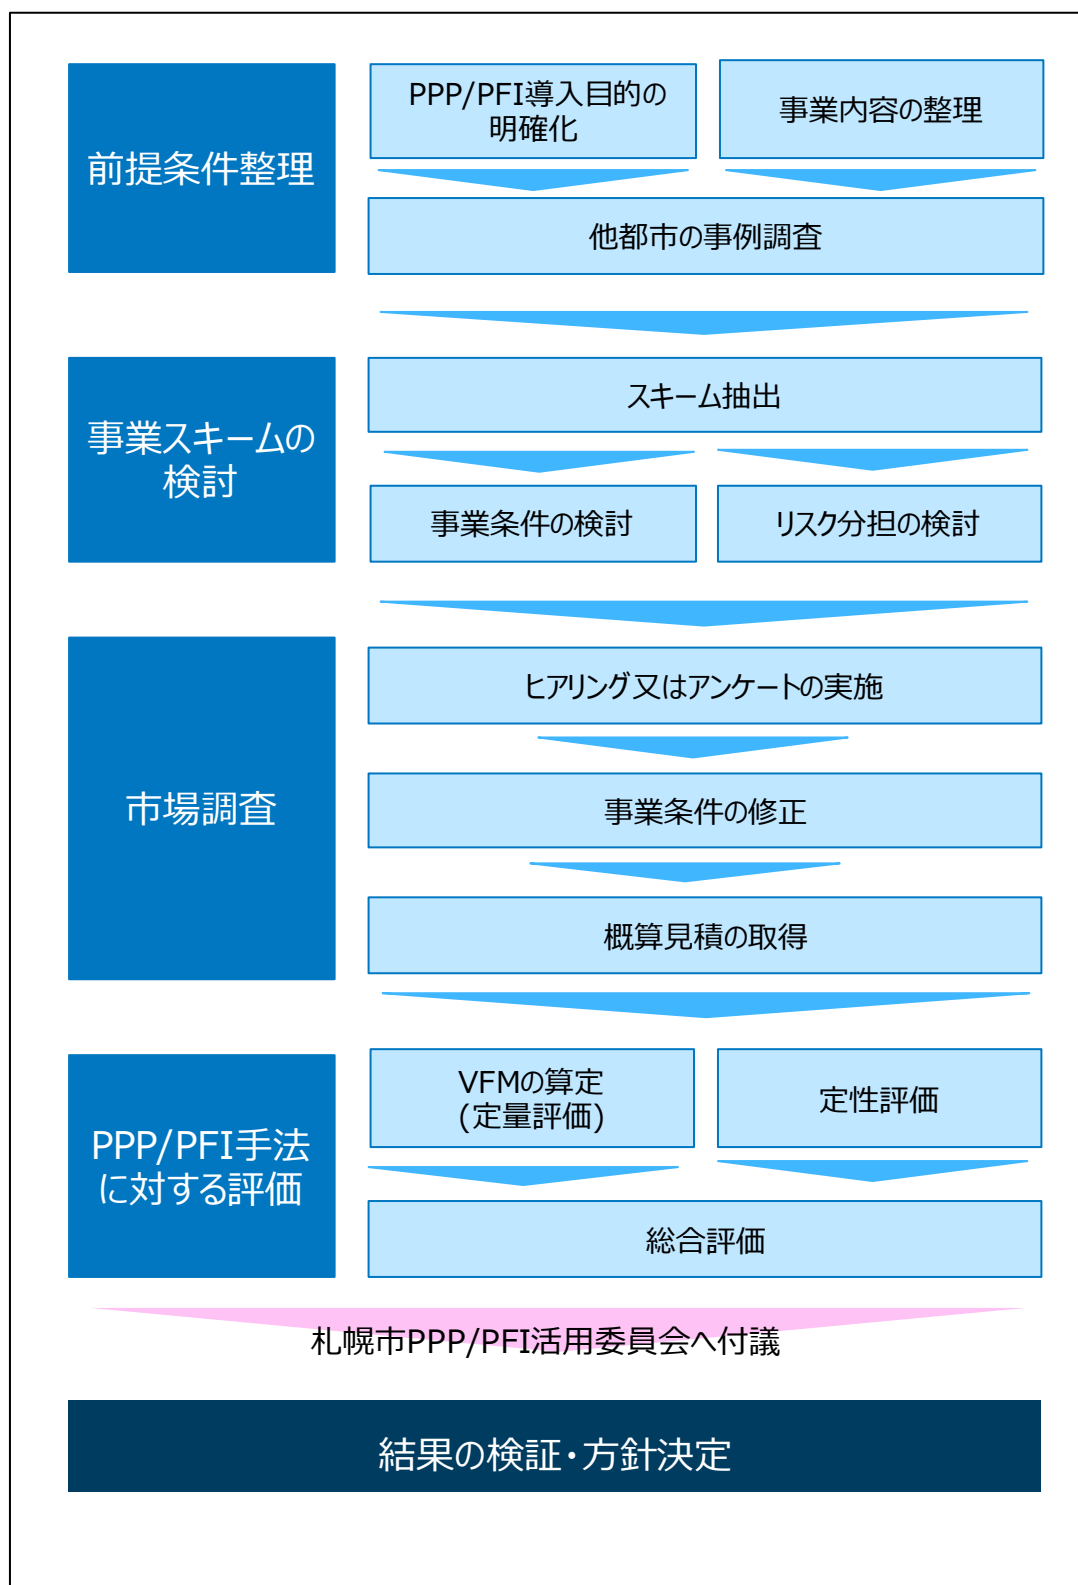 前提条件整理
PPP/PFI導入目的の
明確化
事業内容の整理
他都市の事例調査
事業スキームの
検討
スキーム抽出
事業条件の検討
リスク分担の検討
市場調査
ヒアリング又はアンケートの実施
事業条件の修正
概算見積の取得
PPP/PFI手法
に対する評価
VFMの算定
(定量評価)
定性評価
総合評価
札幌市PPP/PFI活用委員会へ付議
結果の検証・方針決定